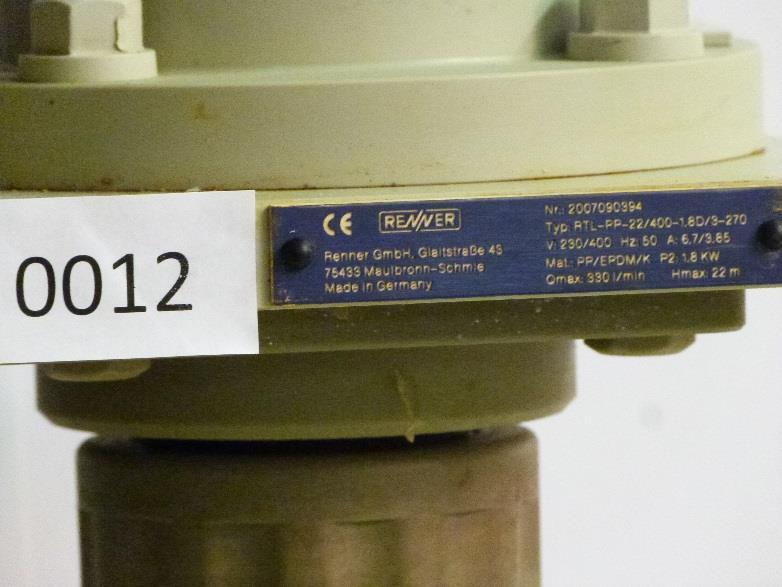 0012
CE RENNER
Renner GmbH, Glaitstraße 43
75433 Maulbronn-Schmie
Made in Germany
Nr.: 2007090394
Typ: RTL-PP-22/400-1.8D/3-270
V: 230/400 Hz: 50 A: 6.7/3.85
Mat.: PP/EPDM/K P2: 1.8 KW
Qmax: 330 l/min Hmax: 22 m